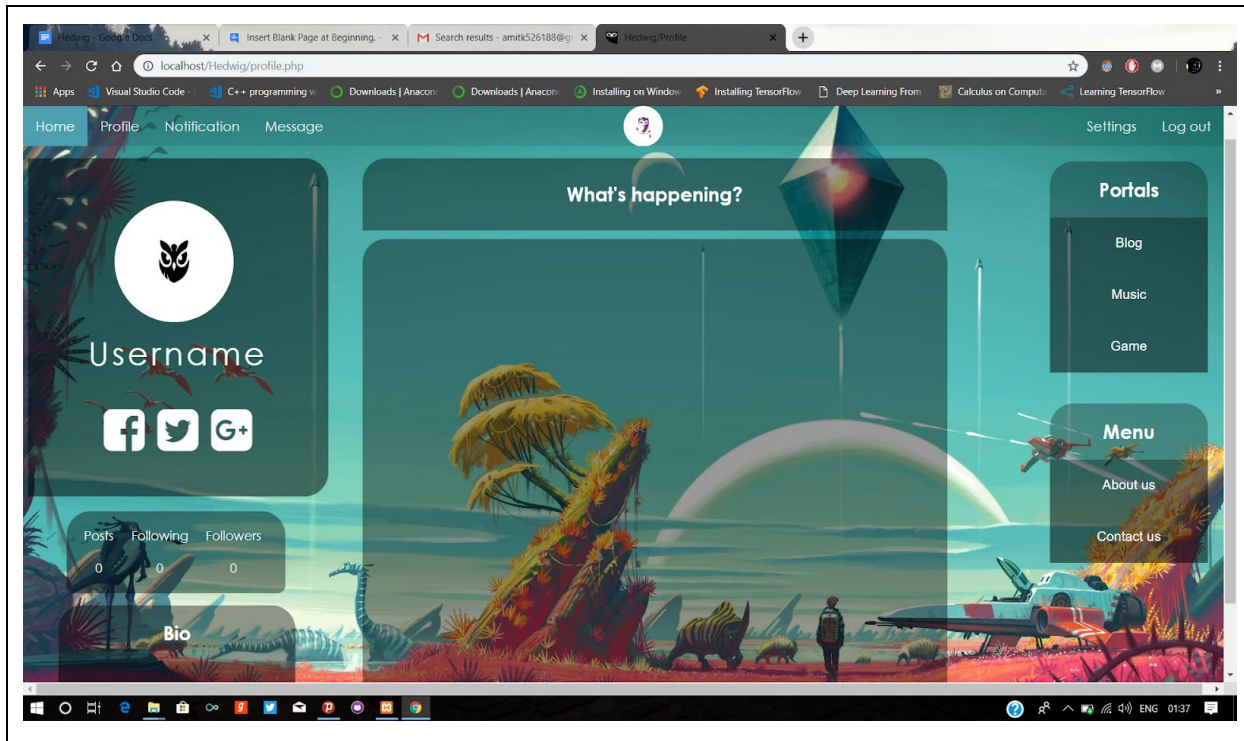 Hedwig - Google Docs
Insert Blank Page at Beginning. -
Search results - amitk526188@g
Hedwig/Profile
localhost/Hedwig/profile.php
Apps
Visual Studio Code -
C++ programming w
Downloads | Anacon
Downloads | Anacon
Installing on Window
Installing TensorFlow
Deep Learning From
Calculus on Comput
Learning TensorFlow
»
Home Profile Notification Message
Settings Log out
What's happening?
Username
G+
Posts Following Followers
0 0 0
Bio
Portals
Blog
Music
Game
Menu
About us
Contact us
ENG 01:37